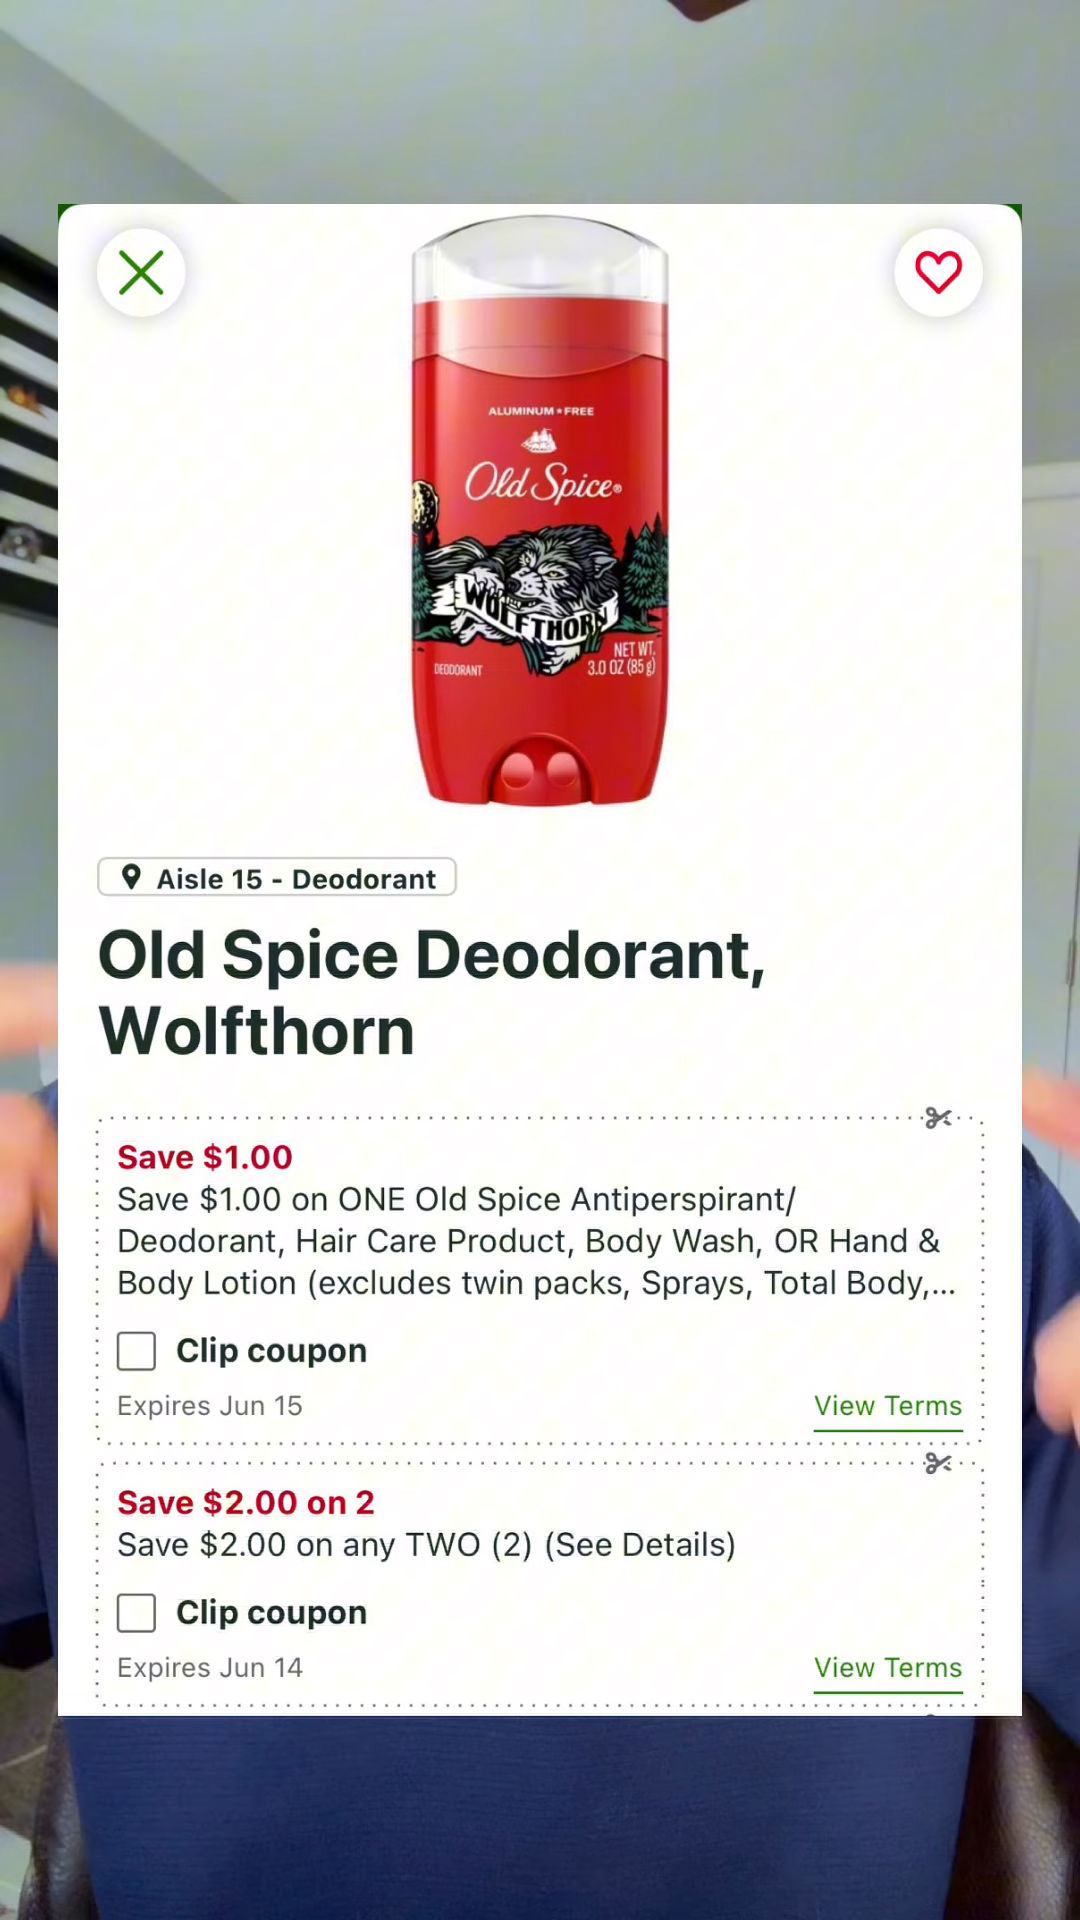 ALUMINUM★FREE
Old Spice®
WOLFTHORN
DEODORANT
NET WT.
3.0 OZ (85 g)
Aisle 15 - Deodorant
Old Spice Deodorant,
Wolfthorn
Save $1.00
Save $1.00 on ONE Old Spice Antiperspirant/
Deodorant, Hair Care Product, Body Wash, OR Hand &
Body Lotion (excludes twin packs, Sprays, Total Body,...
Clip coupon
Expires Jun 15
View Terms
Save $2.00 on 2
Save $2.00 on any TWO (2) (See Details)
Clip coupon
Expires Jun 14
View Terms